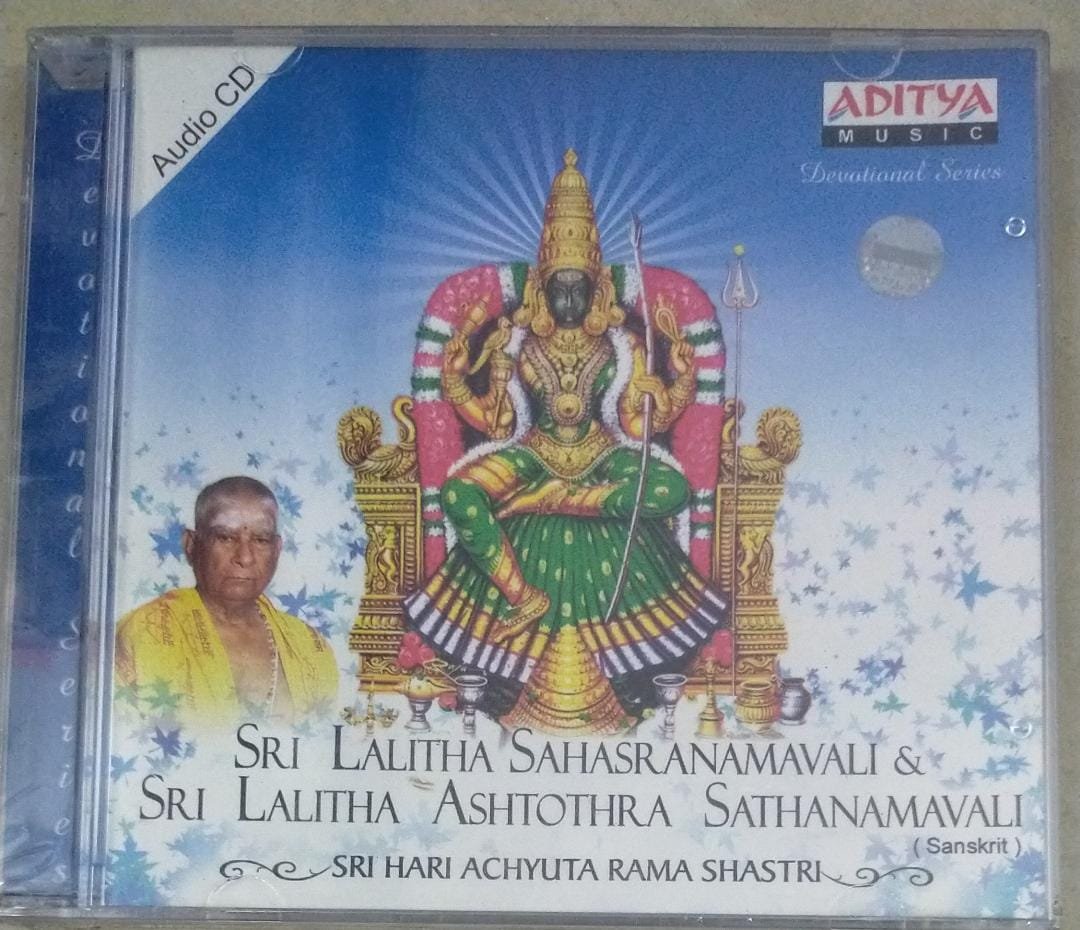 Audio CD
ADITYA
MUSIC
Devotional Series
Devotional Series
SRI LALITHA SAHASRANAMAVALI &
SRI LALITHA ASHTOTHRA SATHANAMAVALI
( Sanskrit )
SRI HARI ACHYUTA RAMA SHASTRI